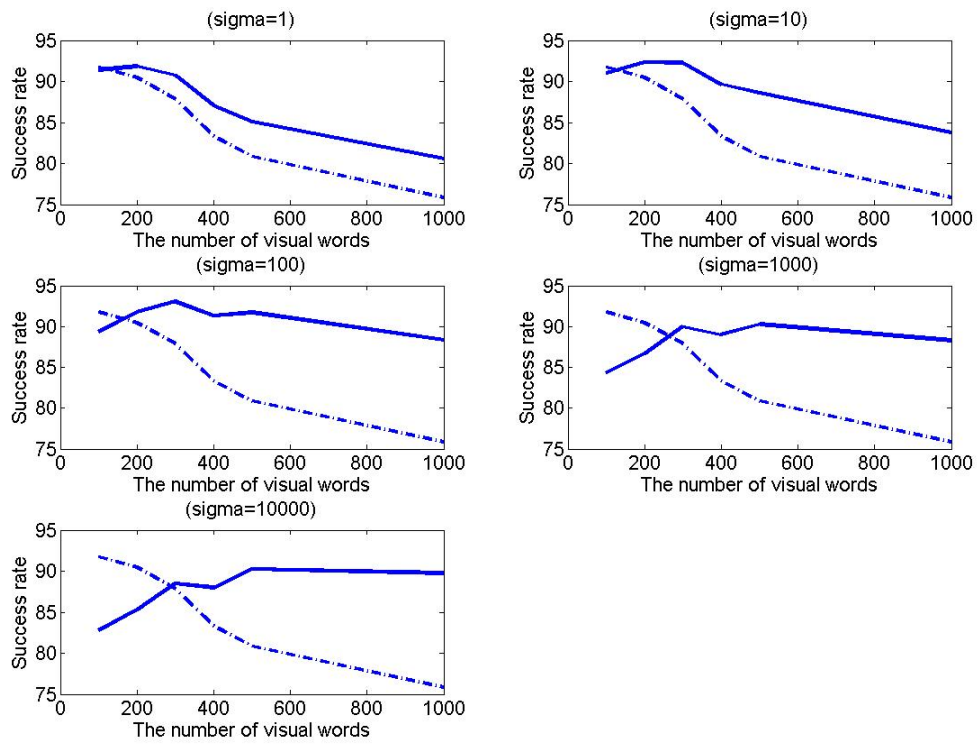 (sigma=1)
95
90
85
80
75
Success rate
0 200 400 600 800 1000
The number of visual words
(sigma=10)
95
90
85
80
75
Success rate
0 200 400 600 800 1000
The number of visual words
(sigma=100)
95
90
85
80
75
Success rate
0 200 400 600 800 1000
The number of visual words
(sigma=1000)
95
90
85
80
75
Success rate
0 200 400 600 800 1000
The number of visual words
(sigma=10000)
95
90
85
80
75
Success rate
0 200 400 600 800 1000
The number of visual words